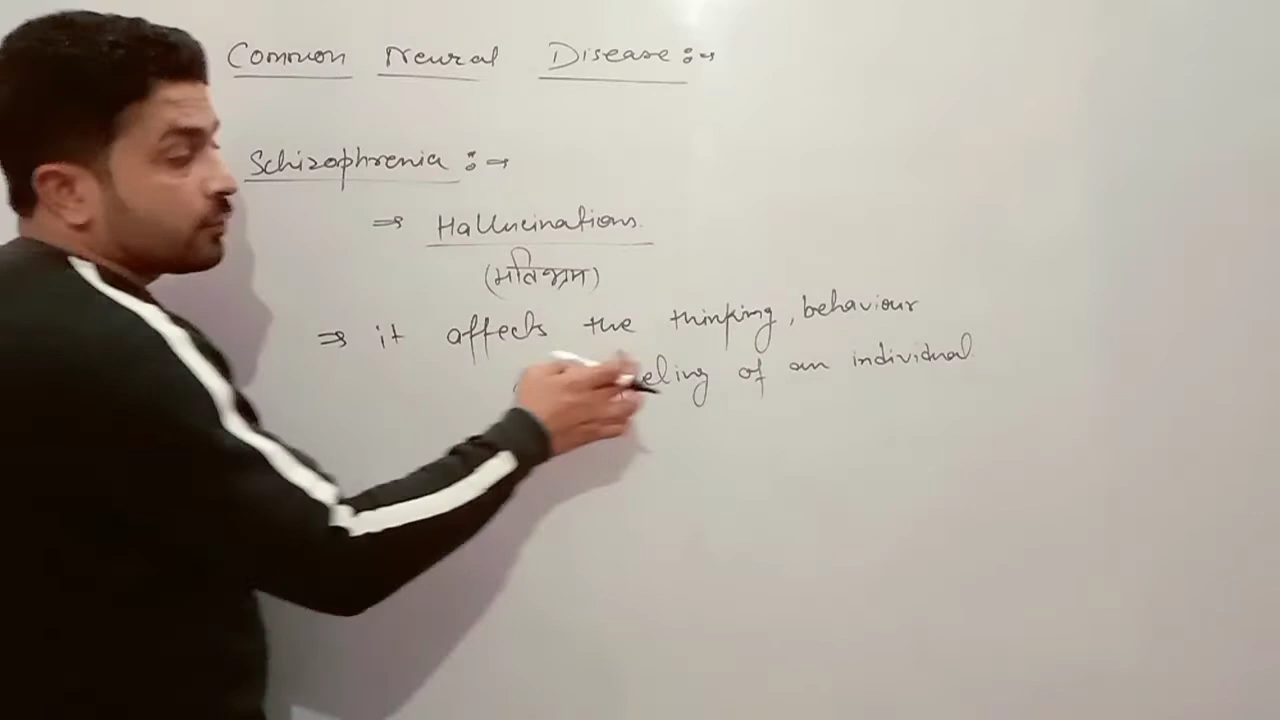 Common Neural Disease :→
Schizophrenia :→
⇒ Hallucinations.
(मतिभ्रम)
⇒ it affects the thinking, behaviour
of an individual